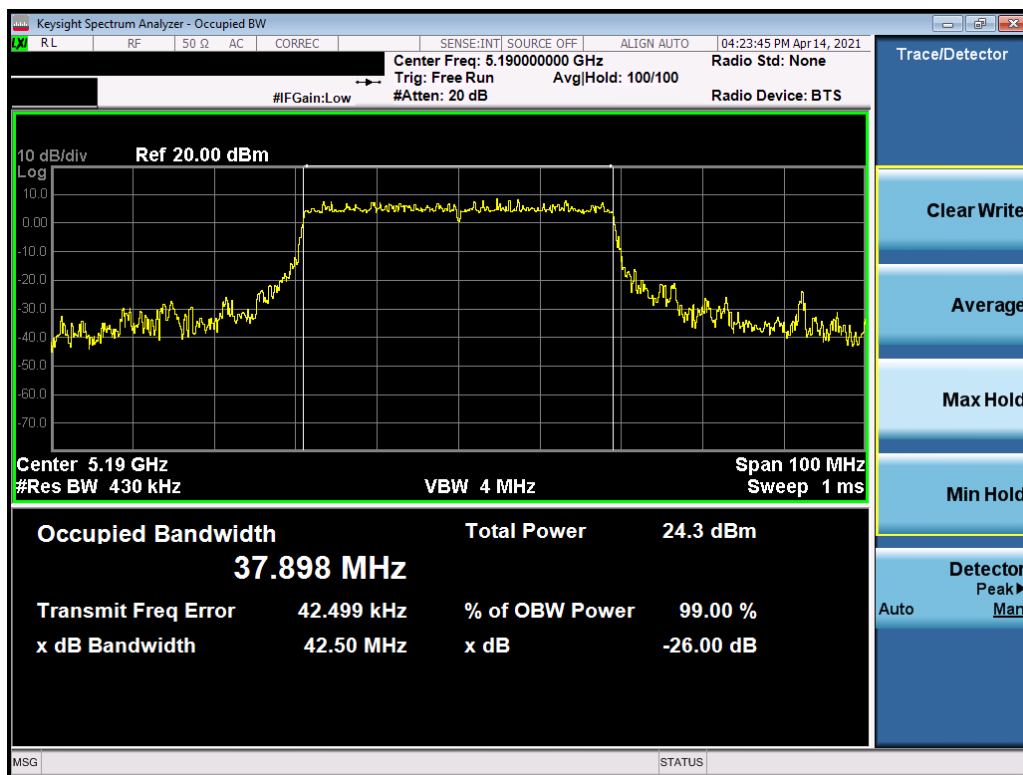 Keysight Spectrum Analyzer - Occupied BW
LXI RL RF 50 Ω AC CORREC SENSE:INT SOURCE OFF ALIGN AUTO 04:23:45 PM Apr 14, 2021
Center Freq: 5.190000000 GHz Radio Std: None
Trig: Free Run Avg|Hold: 100/100
#IFGain:Low #Atten: 20 dB Radio Device: BTS
Trace/Detector
10 dB/div Ref 20.00 dBm
Log
10.0
0.00
-10.0
-20.0
-30.0
-40.0
-50.0
-60.0
-70.0
Center 5.19 GHz Span 100 MHz
#Res BW 430 kHz VBW 4 MHz Sweep 1 ms
Occupied Bandwidth Total Power 24.3 dBm
37.898 MHz
Transmit Freq Error 42.499 kHz % of OBW Power 99.00 %
x dB Bandwidth 42.50 MHz x dB -26.00 dB
Clear Write
Average
Max Hold
Min Hold
Detector
Peak
Auto Man
MSG STATUS